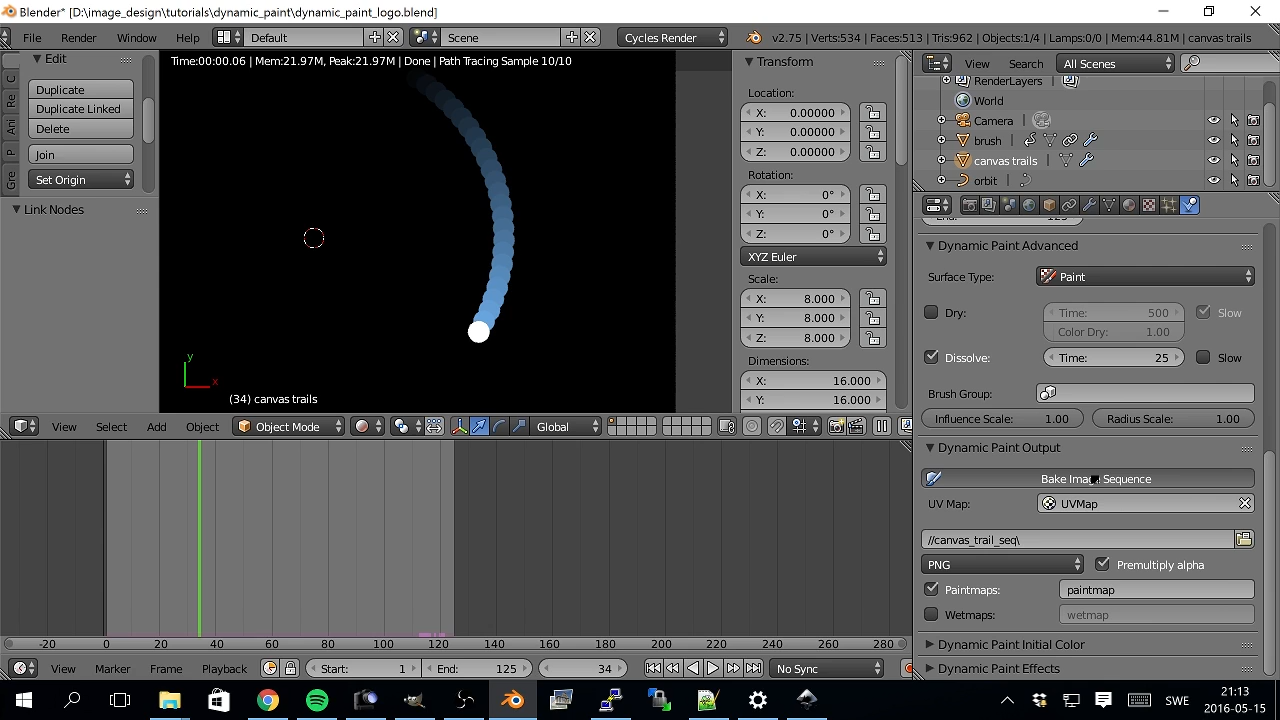 Blender* [D:\image_design\tutorials\dynamic_paint\dynamic_paint_logo.blend]
File Render Window Help Default Scene Cycles Render v2.75 | Verts:534 | Faces:513 | Tris:962 | Objects:1/4 | Lamps:0/0 | Mem:44.81M | canvas trails
Edit
Duplicate
Duplicate Linked
Delete
Join
Set Origin
Link Nodes
C
Re
Ani
P
Gre
Time:00:00.06 | Mem:21.97M, Peak:21.97M | Done | Path Tracing Sample 10/10
y
x
(34) canvas trails
Transform
Location:
X: 0.00000
Y: 0.00000
Z: 0.00000
Rotation:
X: 0°
Y: 0°
Z: 0°
XYZ Euler
Scale:
X: 8.000
Y: 8.000
Z: 8.000
Dimensions:
X: 16.000
Y: 16.000
View Search All Scenes
RenderLayers
World
Camera
brush
canvas trails
orbit
Dynamic Paint Advanced
Surface Type: Paint
Dry: Time: 500 Slow
Color Dry: 1.00
Dissolve: Time: 25 Slow
Brush Group:
Influence Scale: 1.00 Radius Scale: 1.00
Dynamic Paint Output
Bake Image Sequence
UV Map: UVMap
//canvas_trail_seq\
PNG Premultiply alpha
Paintmaps: paintmap
Wetmaps: wetmap
Dynamic Paint Initial Color
Dynamic Paint Effects
View Select Add Object Object Mode Global
-20 0 20 40 60 80 100 120 140 160 180 200 220 240 260 280
View Marker Frame Playback Start: 1 End: 125 34 No Sync
SWE
21:13
2016-05-15